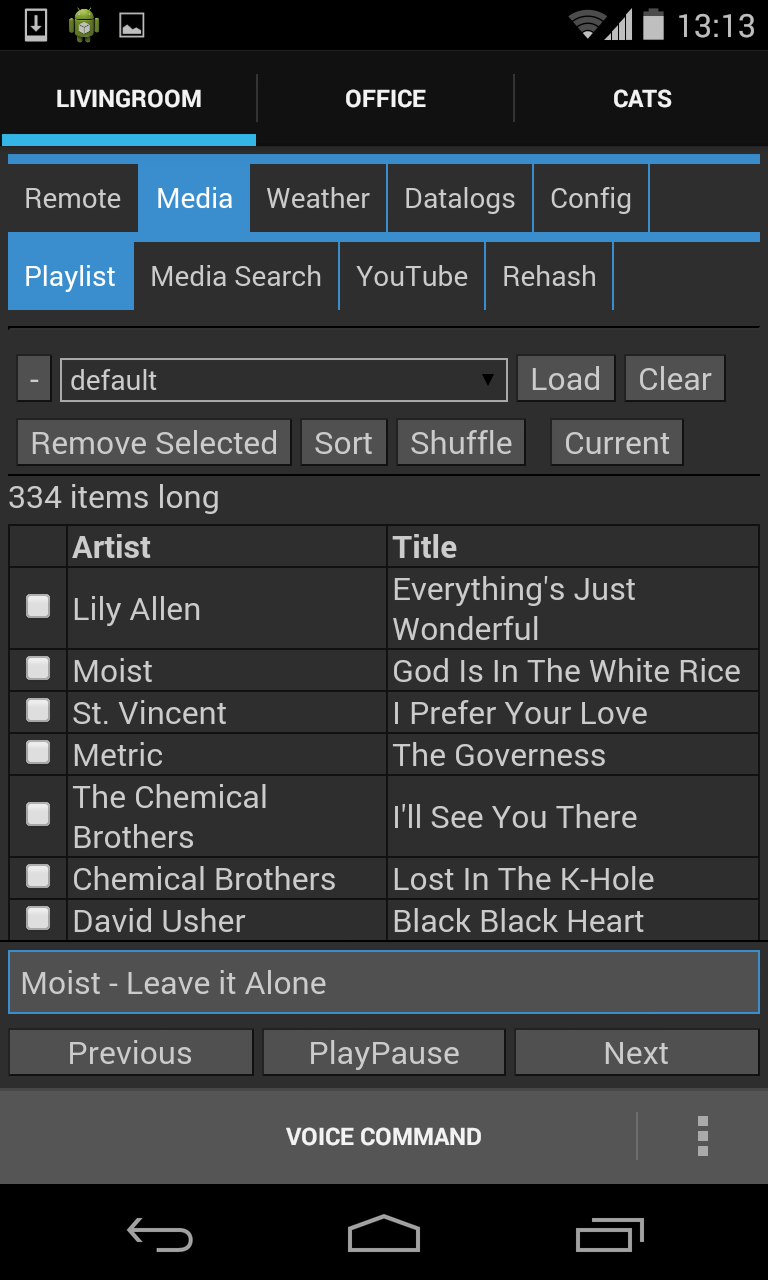 13:13
LIVINGROOM OFFICE CATS
Remote Media Weather Datalogs Config
Playlist Media Search YouTube Rehash
- default Load Clear
Remove Selected Sort Shuffle Current
334 items long
Artist Title
Lily Allen Everything's Just
Wonderful
Moist God Is In The White Rice
St. Vincent I Prefer Your Love
Metric The Governess
The Chemical
Brothers I'll See You There
Chemical Brothers Lost In The K-Hole
David Usher Black Black Heart
Moist - Leave it Alone
Previous PlayPause Next
VOICE COMMAND